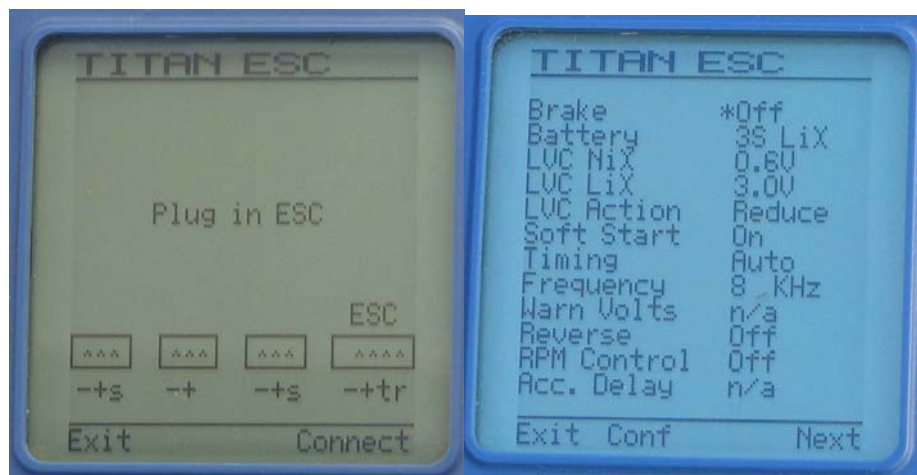 TITAN ESC
Plug in ESC
ESC
-+s -+ -+s -+tr
Exit Connect
TITAN ESC
Brake *Off
Battery 3S LiX
LVC NiX 0.6V
LVC LiX 3.0V
LVC Action Reduce
Soft Start On
Timing Auto
Frequency 8 KHz
Warn Volts n/a
Reverse Off
RPM Control Off
Acc. Delay n/a
Exit Conf Next